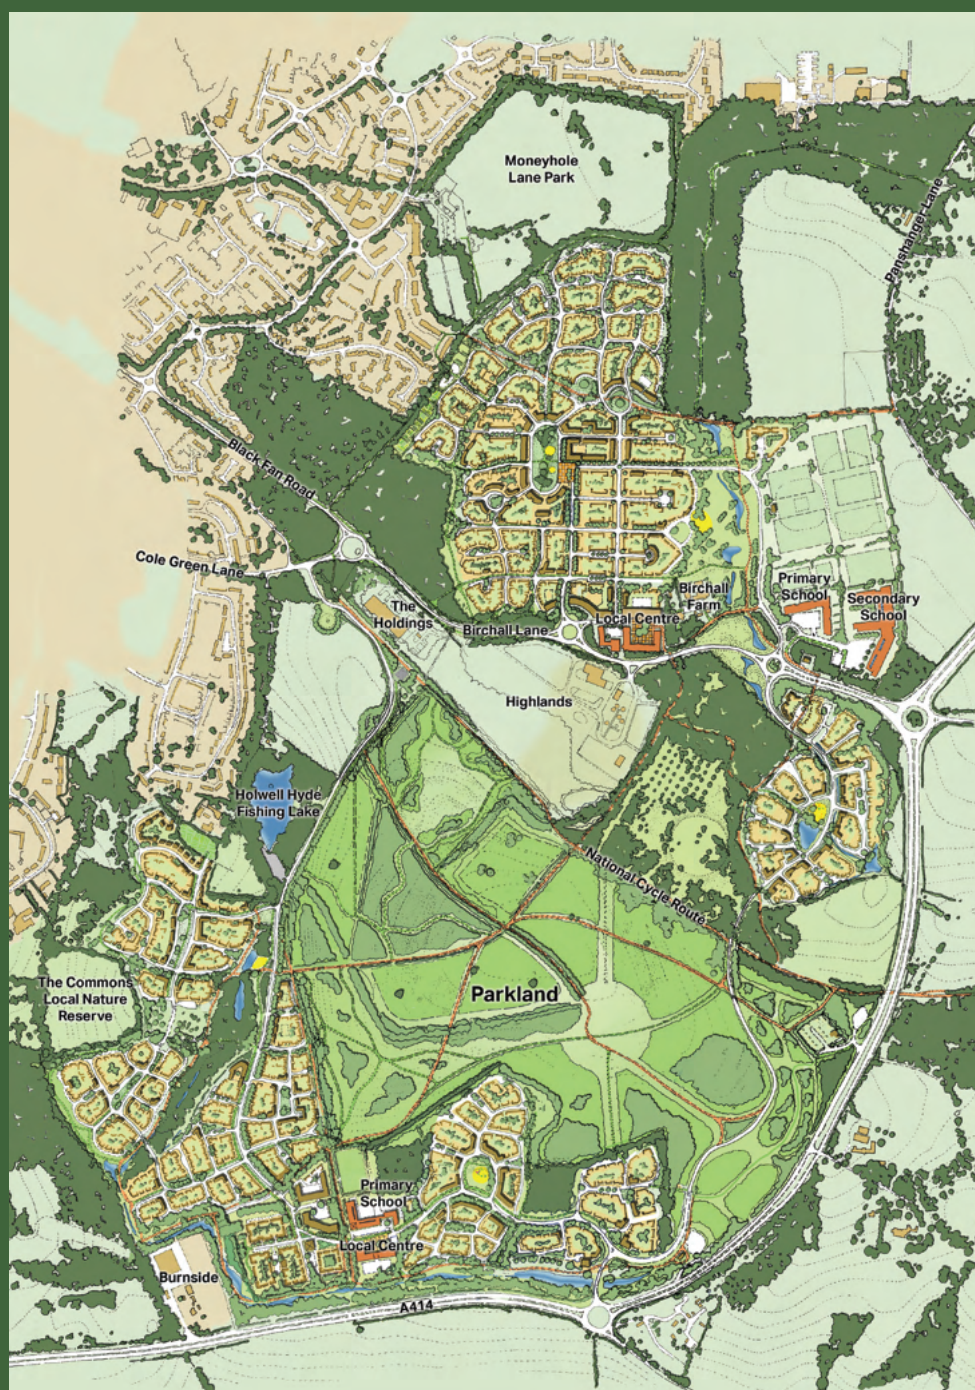 Moneyhole
Lane Park
Panshanger Lane
Black Fan Road
Cole Green Lane
The
Holdings
Birchall Lane
Birchall
Farm
Local Centre
Primary
School
Secondary
School
Highlands
Holwell Hyde
Fishing Lake
National Cycle Route
The Commons
Local Nature
Reserve
Parkland
Primary
School
Local Centre
Burnside
A414